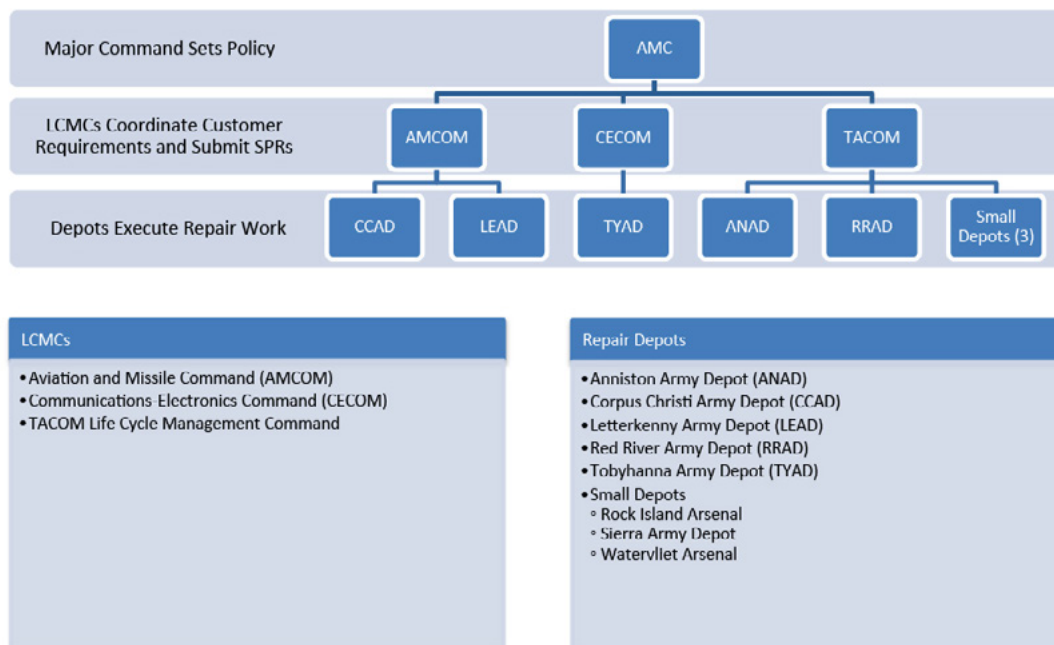 Major Command Sets Policy
AMC
LCMCs Coordinate Customer
Requirements and Submit SPRs
AMCOM
CECOM
TACOM
Depots Execute Repair Work
CCAD
LEAD
TYAD
ANAD
RRAD
Small
Depots (3)
LCMCs
•Aviation and Missile Command (AMCOM)
•Communications-Electronics Command (CECOM)
•TACOM Life Cycle Management Command
Repair Depots
•Anniston Army Depot (ANAD)
•Corpus Christi Army Depot (CCAD)
•Letterkenny Army Depot (LEAD)
•Red River Army Depot (RRAD)
•Tobyhanna Army Depot (TYAD)
•Small Depots
◦ Rock Island Arsenal
◦ Sierra Army Depot
◦ Watervliet Arsenal